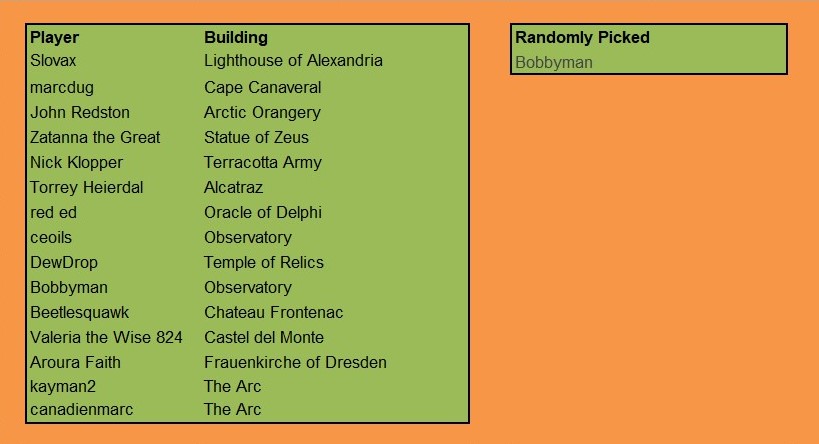 Player Building
Slovax Lighthouse of Alexandria
marcdug Cape Canaveral
John Redston Arctic Orangery
Zatanna the Great Statue of Zeus
Nick Klopper Terracotta Army
Torrey Heierdal Alcatraz
red ed Oracle of Delphi
ceoils Observatory
DewDrop Temple of Relics
Bobbyman Observatory
Beetlesquawk Chateau Frontenac
Valeria the Wise 824 Castel del Monte
Aroura Faith Frauenkirche of Dresden
kayman2 The Arc
canadienmarc The Arc
Randomly Picked
Bobbyman